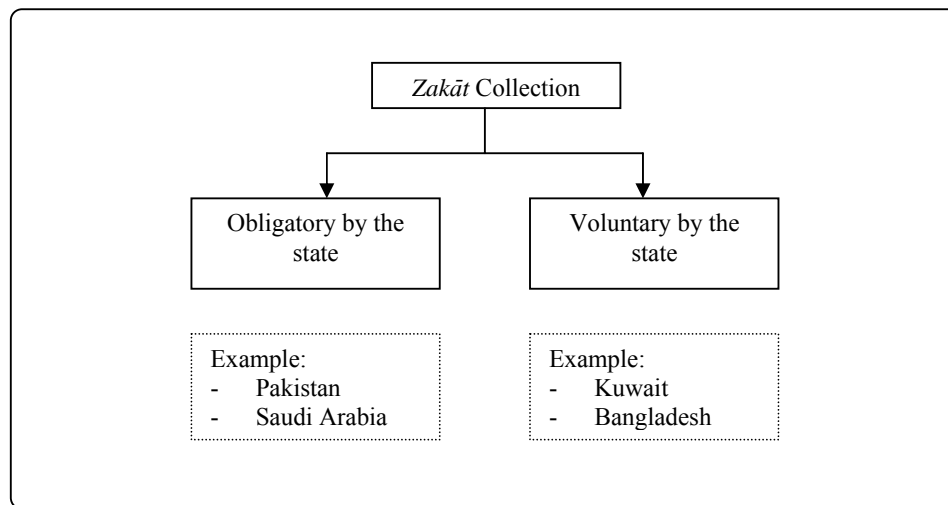 Zakāt Collection
Obligatory by the
state
Voluntary by the
state
Example:
- Pakistan
- Saudi Arabia
Example:
- Kuwait
- Bangladesh